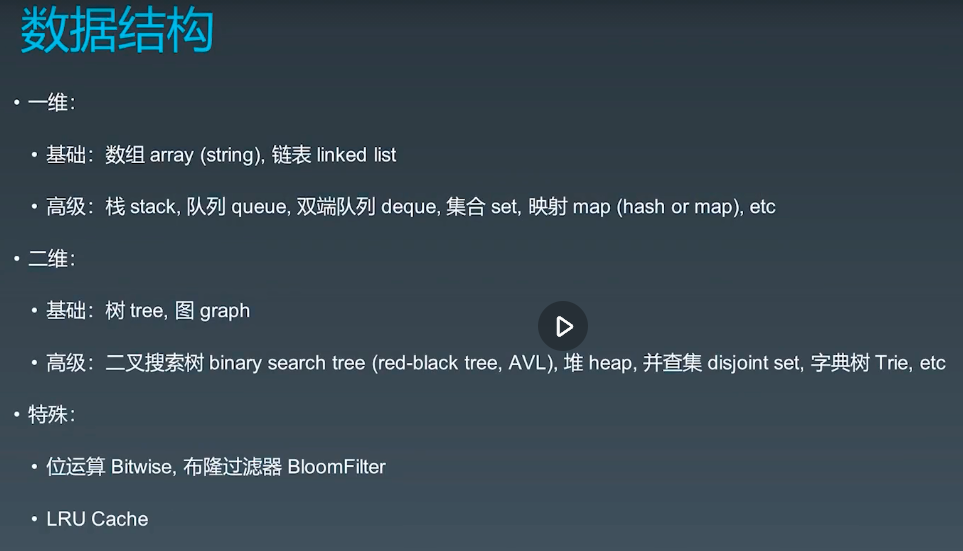 数据结构
• 一维：
• 基础：数组 array (string), 链表 linked list
• 高级：栈 stack, 队列 queue, 双端队列 deque, 集合 set, 映射 map (hash or map), etc
• 二维：
• 基础：树 tree, 图 graph
• 高级：二叉搜索树 binary search tree (red-black tree, AVL), 堆 heap, 并查集 disjoint set, 字典树 Trie, etc
• 特殊：
• 位运算 Bitwise, 布隆过滤器 BloomFilter
• LRU Cache